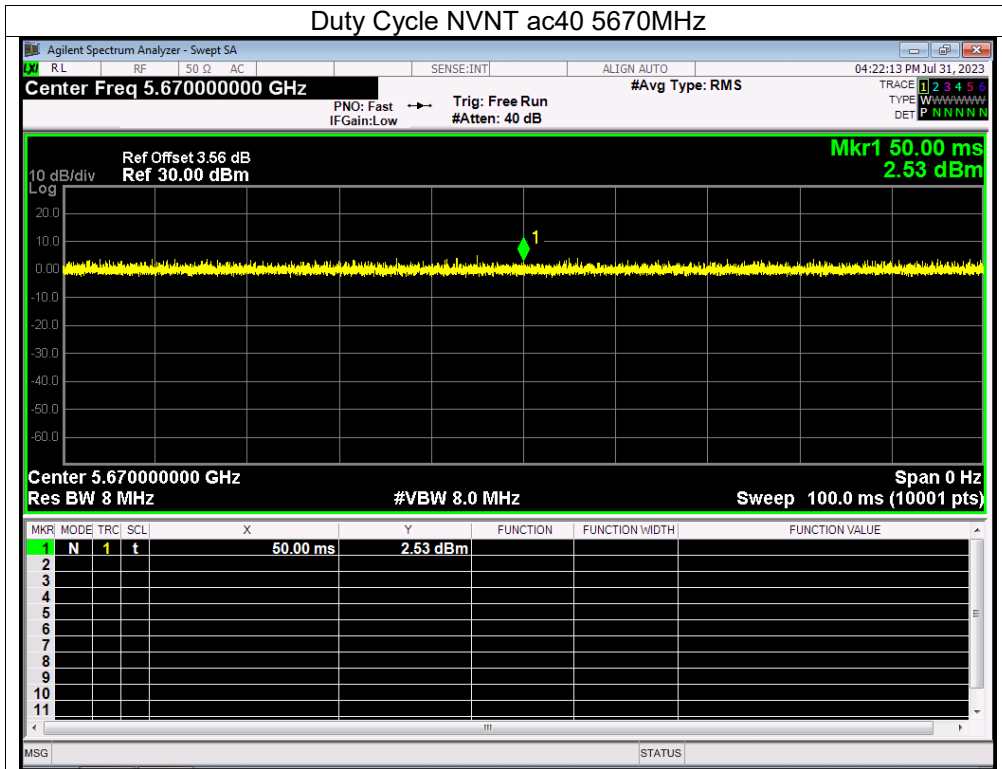 Duty Cycle NVNT ac40 5670MHz
Agilent Spectrum Analyzer - Swept SA
LXI RL RF 50 Ω AC SENSE:INT ALIGN AUTO 04:22:13 PM Jul 31, 2023
Center Freq 5.670000000 GHz #Avg Type: RMS TRACE 1 2 3 4 5 6
PNO: Fast Trig: Free Run TYPE WWWWWW
IFGain:Low #Atten: 40 dB DET P N N N N N
Mkr1 50.00 ms
Ref Offset 3.56 dB
10 dB/div Ref 30.00 dBm 2.53 dBm
Log
20.0
10.0
1
0.00
-10.0
-20.0
-30.0
-40.0
-50.0
-60.0
Center 5.670000000 GHz Span 0 Hz
Res BW 8 MHz #VBW 8.0 MHz Sweep 100.0 ms (10001 pts)
MKR MODE TRC SCL X Y FUNCTION FUNCTION WIDTH FUNCTION VALUE
1 N 1 t 50.00 ms 2.53 dBm
2
3
4
5
6
7
8
9
10
11
MSG STATUS